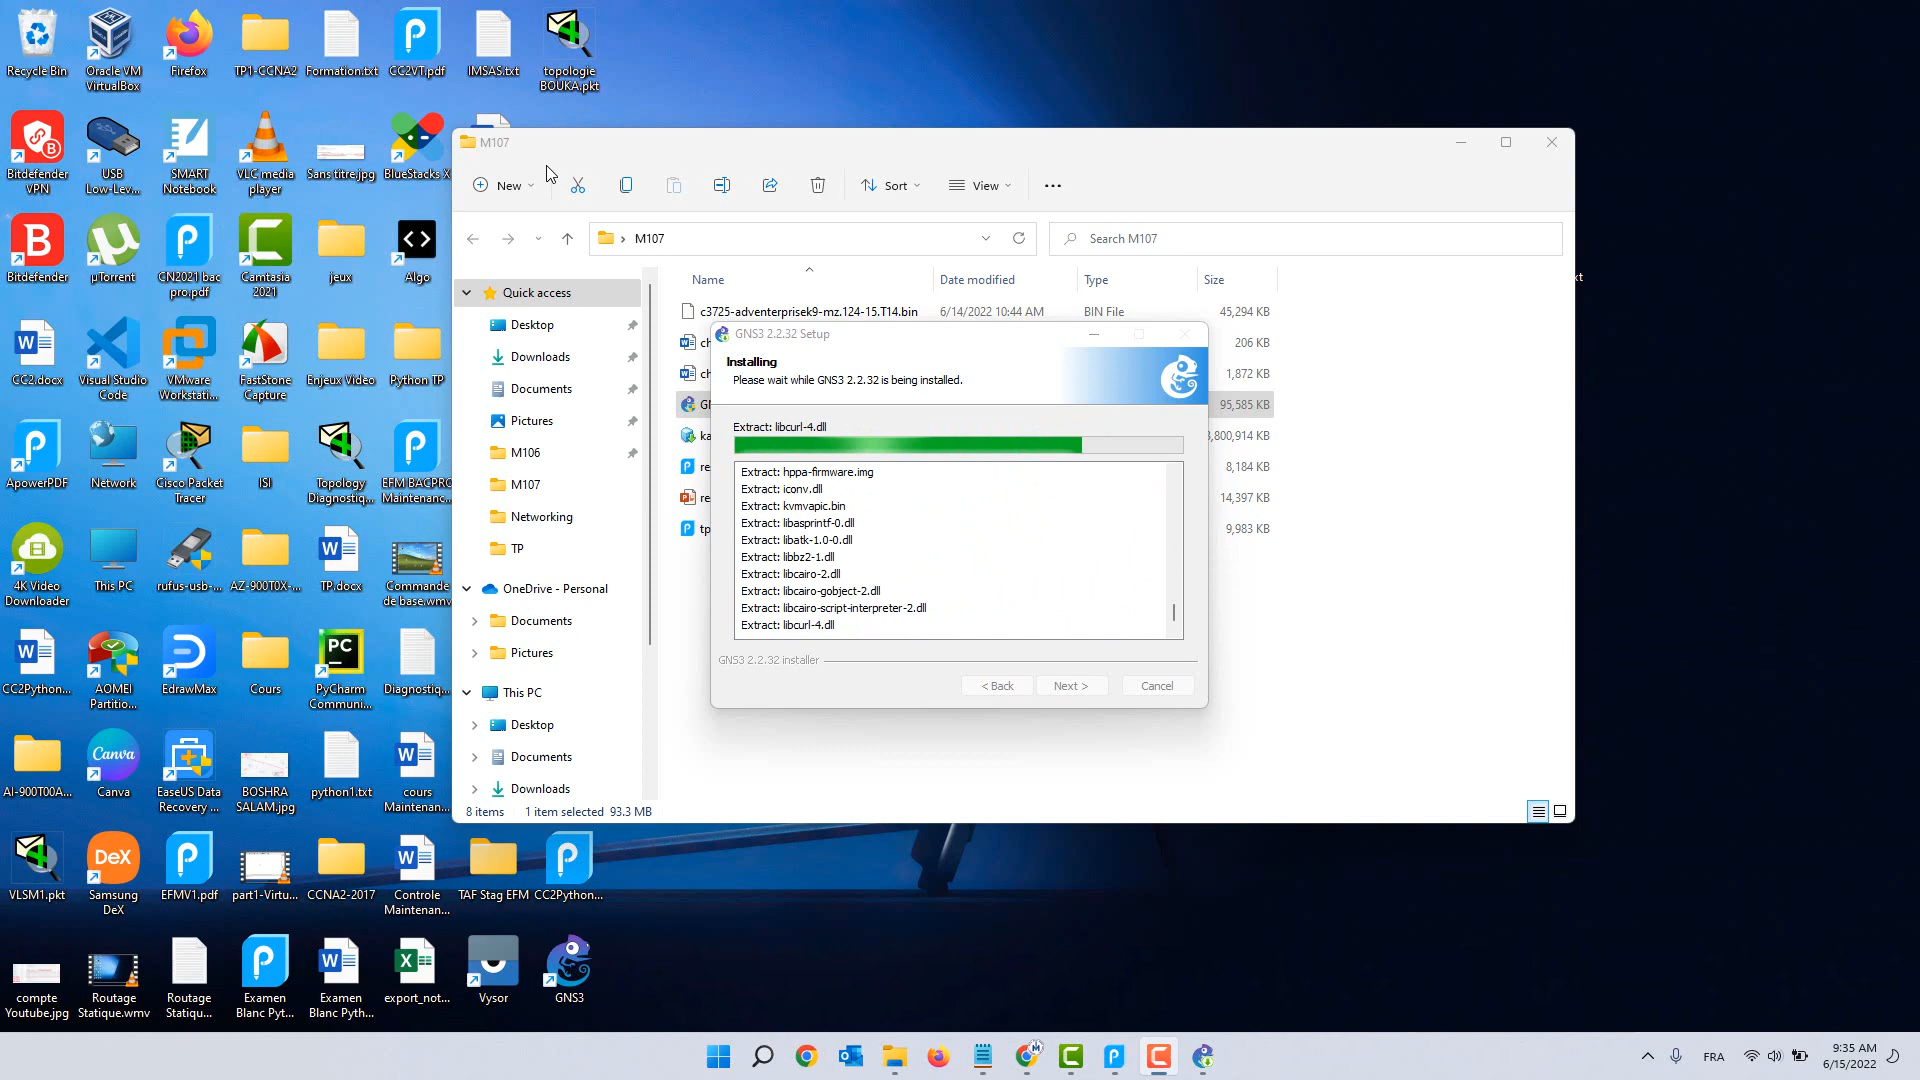 Recycle Bin
Oracle VM
VirtualBox
Firefox
TP1-CCNA2
Formation.txt
CC2VT.pdf
IMSAS.txt
topologie
BOUKA.pkt
Bitdefender
VPN
USB
Low-Lev...
SMART
Notebook
VLC media
player
Sans titre.jpg
BlueStacks X
Bitdefender
µTorrent
CN2021 bac
pro.pdf
Camtasia
2021
jeux
Algo
CC2.docx
Visual Studio
Code
VMware
Workstati...
FastStone
Capture
Enjeux Video
Python TP
ApowerPDF
Network
Cisco Packet
Tracer
ISI
Topology
Diagnostiq...
EFM BACPRO
Maintenanc...
4K Video
Downloader
This PC
rufus-usb-...
AZ-900T0X-...
TP.docx
Commande
de base.wmv
CC2Python...
AOMEI
Partitio...
EdrawMax
Cours
PyCharm
Communi...
Diagnostiq...
AI-900T00A...
Canva
EaseUS Data
Recovery ...
BOSHRA
SALAM.jpg
python1.txt
cours
Maintenan...
VLSM1.pkt
Samsung
DeX
EFMV1.pdf
part1-Virtu...
CCNA2-2017
Controle
Maintenan...
TAF Stag EFM
CC2Python...
compte
Youtube.jpg
Routage
Statique.wmv
Routage
Statiqu...
Examen
Blanc Pyt...
Examen
Blanc Pyth...
export_not...
Vysor
GNS3
M107
New
Sort
View
M107
Search M107
Name
Date modified
Type
Size
xt
Quick access
Desktop
Downloads
Documents
Pictures
M106
M107
Networking
TP
OneDrive - Personal
Documents
Pictures
This PC
Desktop
Documents
Downloads
c3725-adventerprisek9-mz.124-15.T14.bin
6/14/2022 10:44 AM
BIN File
45,294 KB
206 KB
1,872 KB
95,585 KB
,800,914 KB
8,184 KB
14,397 KB
9,983 KB
GNS3 2.2.32 Setup
Installing
Please wait while GNS3 2.2.32 is being installed.
Extract: libcurl-4.dll
Extract: hppa-firmware.img
Extract: iconv.dll
Extract: kvmvapic.bin
Extract: libasprintf-0.dll
Extract: libatk-1.0-0.dll
Extract: libbz2-1.dll
Extract: libcairo-2.dll
Extract: libcairo-gobject-2.dll
Extract: libcairo-script-interpreter-2.dll
Extract: libcurl-4.dll
GNS3 2.2.32 installer
< Back
Next >
Cancel
8 items
1 item selected
93.3 MB
FRA
9:35 AM
6/15/2022